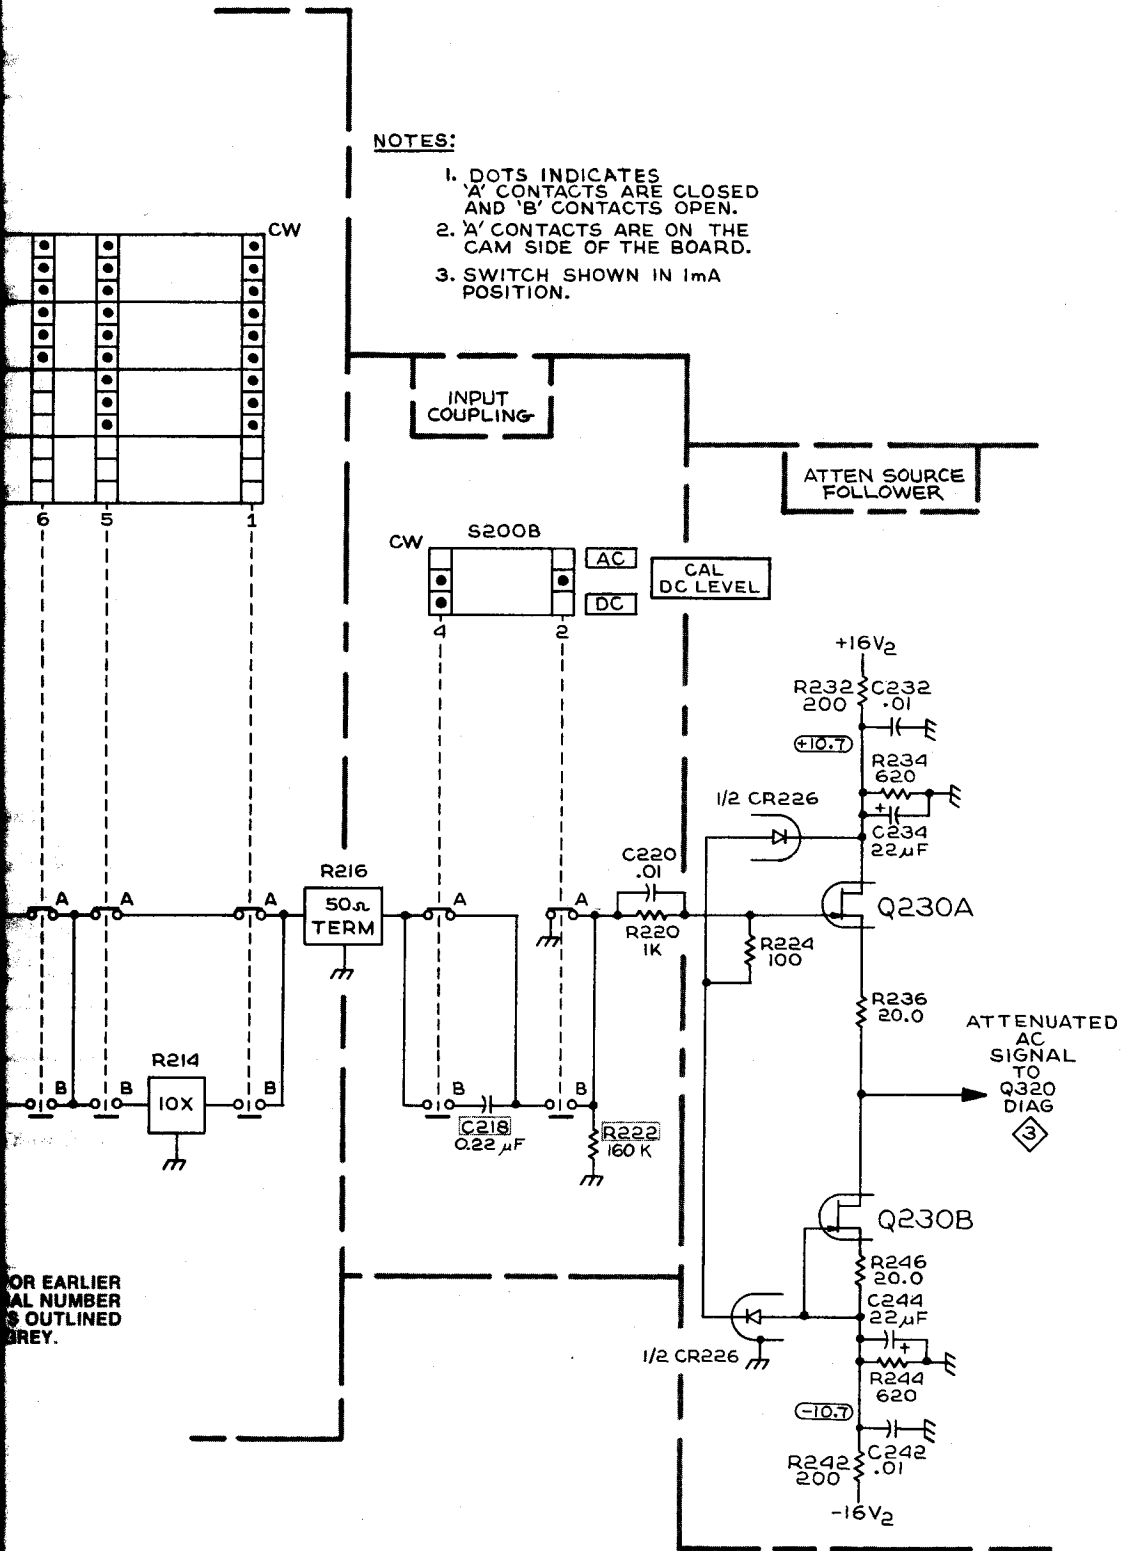 NOTES:
1. DOTS INDICATES
'A' CONTACTS ARE CLOSED
AND 'B' CONTACTS OPEN.
2. 'A' CONTACTS ARE ON THE
CAM SIDE OF THE BOARD.
3. SWITCH SHOWN IN 1mA
POSITION.
CW
INPUT
COUPLING
ATTEN SOURCE
FOLLOWER
6 5 1
S200B
CW
AC
DC
CAL
DC LEVEL
4 2
+16V2
R232
200
C232
.01
+10.7
R234
620
1/2 CR226
+
C234
22µF
C220
.01
R216
50Ω
TERM
A A A A A
R220
1K
Q230A
R224
100
R236
20.0
ATTENUATED
AC
SIGNAL
TO
Q320
DIAG
3
R214
10X
B B B B B
C218
0.22 µF
R222
160 K
Q230B
R246
20.0
C244
22µF
+
1/2 CR226
R244
620
-10.7
R242
200
C242
.01
-16V2
OR EARLIER
AL NUMBER
S OUTLINED
GREY.